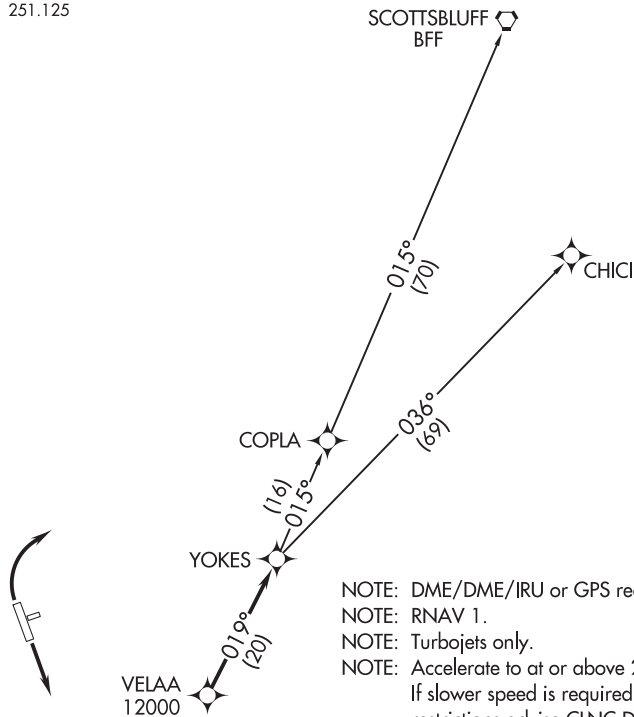 251.125
SCOTTSBLUFF
BFF
015°
(70)
CHICI
036°
(69)
COPLA
(16)
015°
YOKES
019°
(20)
VELAA
12000
NOTE: DME/DME/IRU or GPS
NOTE: RNAV 1.
NOTE: Turbojets only.
NOTE: Accelerate to at or above
If slower speed is required